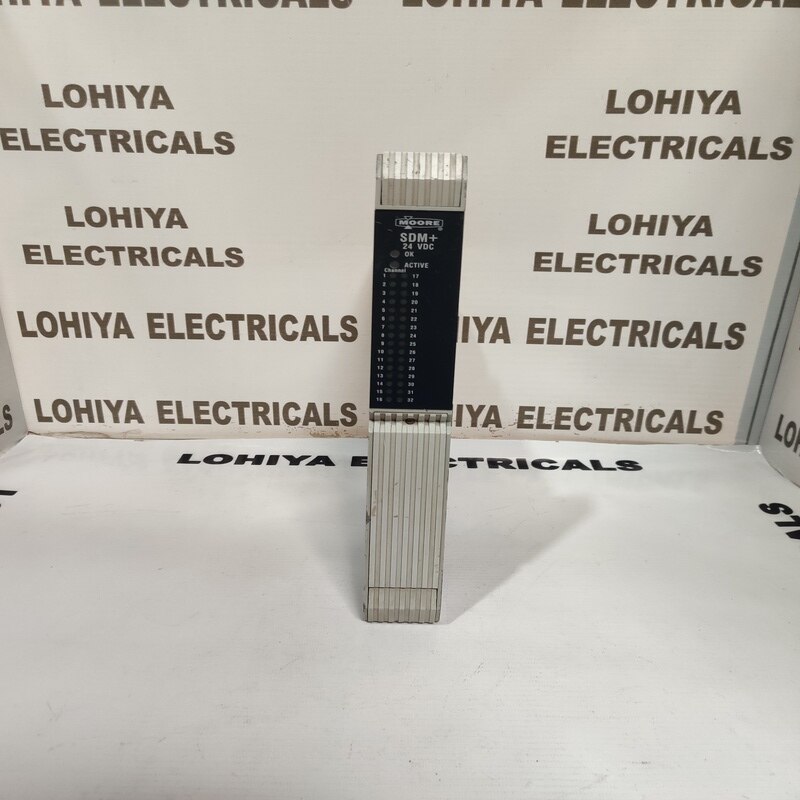 LOHIYA ELECTRICALS
LOHIYA
ELECTRICALS
LOHIYA
ELECTRICALS
LOHIYA
ELECTRICALS
LOHIYA
ELECTRICALS
LOHIYA ELECTRICALS
LOHIYA ELECTRICALS
ELECTRICALS
LOHIYA ELECTRICALS
MOORE
SDM+
24 VDC
OK
ACTIVE
Channel
1 17
2 18
3 19
4 20
5 21
6 22
7 23
8 24
9 25
10 26
11 27
12 28
13 29
14 30
15 31
16 32